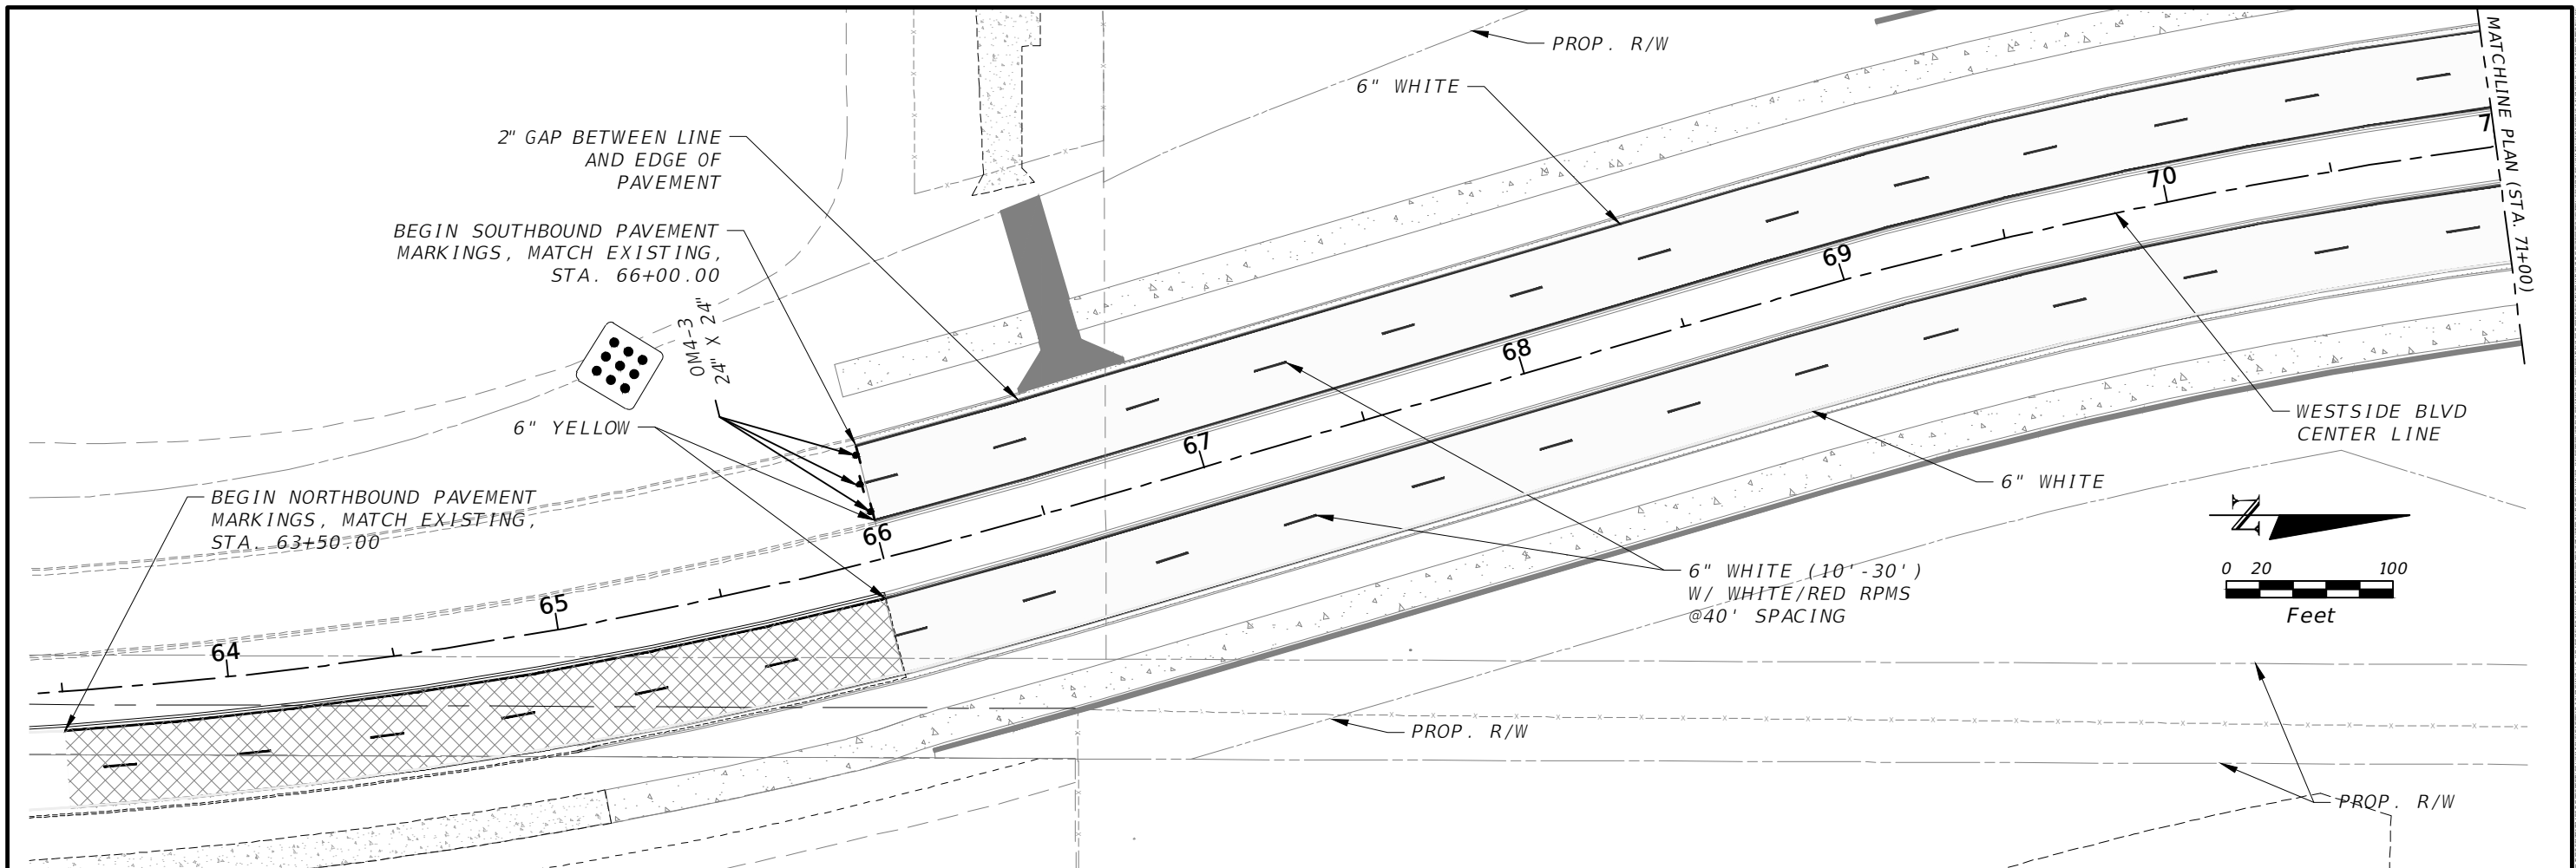 PROP. R/W
6" WHITE
MATCHLINE PLAN (STA. 71+00)
2" GAP BETWEEN LINE
AND EDGE OF
PAVEMENT
BEGIN SOUTHBOUND PAVEMENT
MARKINGS, MATCH EXISTING,
STA. 66+00.00
OM4-3
24" X 24"
6" YELLOW
BEGIN NORTHBOUND PAVEMENT
MARKINGS, MATCH EXISTING,
STA. 63+50.00
64
65
66
67
68
69
70
7
WESTSIDE BLVD
CENTER LINE
6" WHITE
6" WHITE (10'-30')
W/ WHITE/RED RPMS
@40' SPACING
N
0 20 100
Feet
PROP. R/W
PROP. R/W